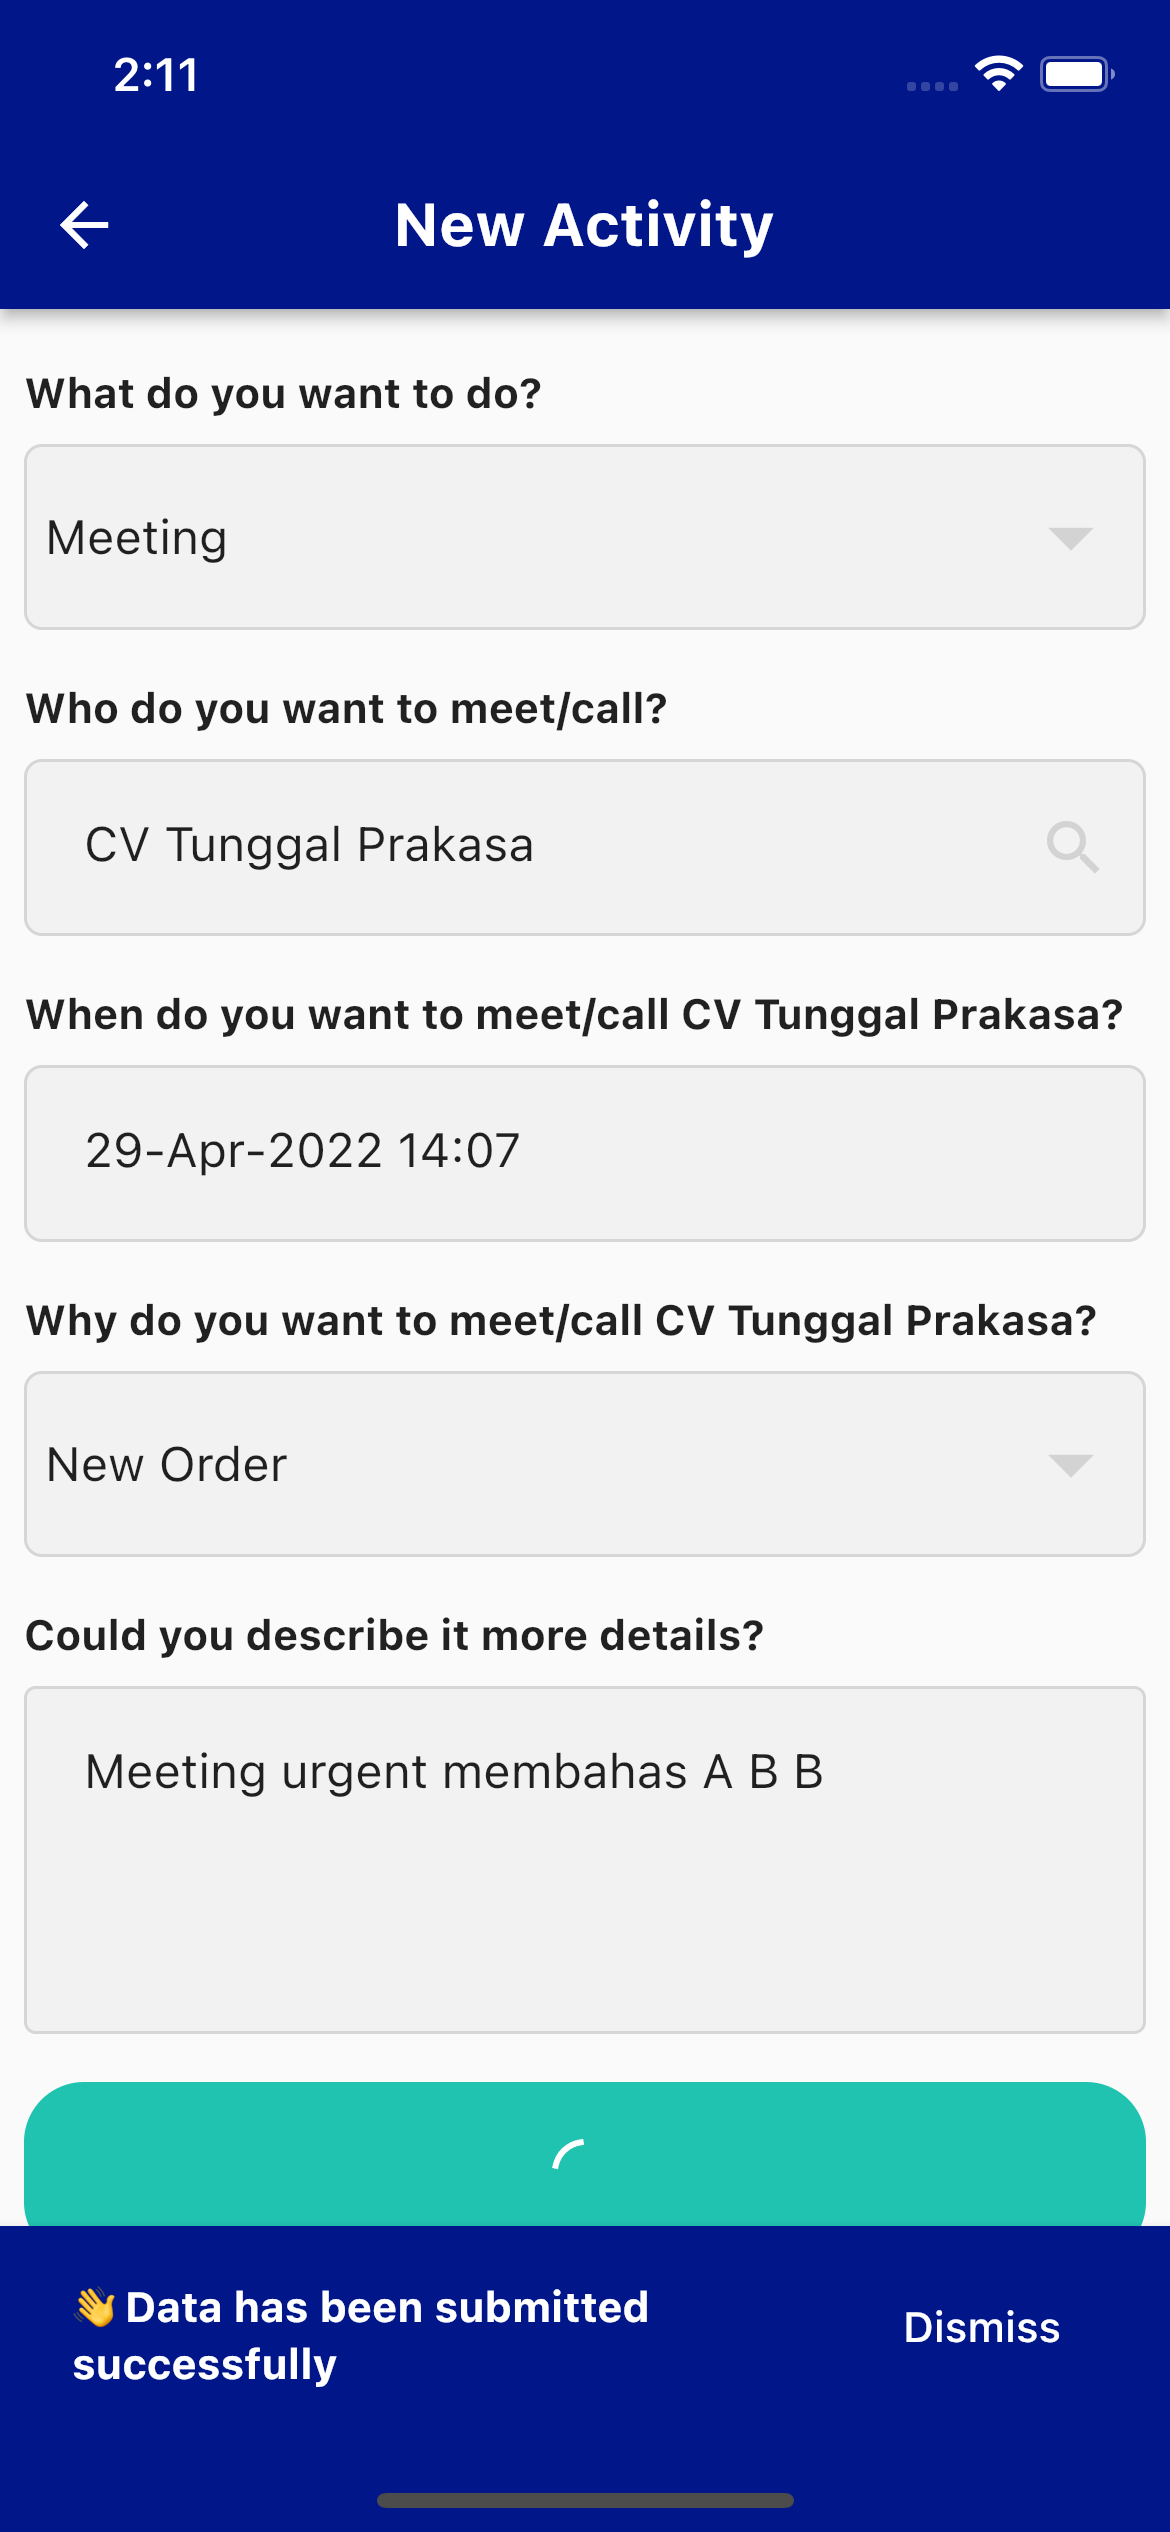 2:11
New Activity
What do you want to do?
Meeting
Who do you want to meet/call?
CV Tunggal Prakasa
When do you want to meet/call CV Tunggal Prakasa?
29-Apr-2022 14:07
Why do you want to meet/call CV Tunggal Prakasa?
New Order
Could you describe it more details?
Meeting urgent membahas A B B
👋 Data has been submitted
successfully
Dismiss